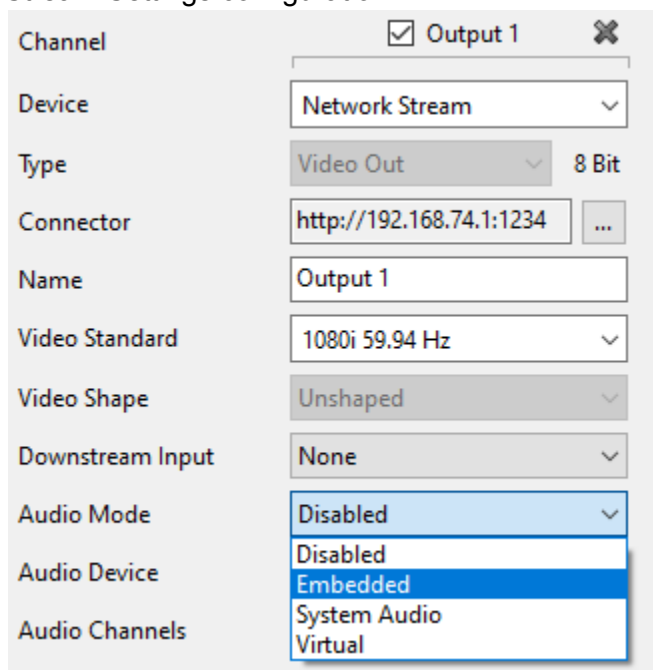 Channel Output 1
Device Network Stream
Type Video Out 8 Bit
Connector http://192.168.74.1:1234 ...
Name Output 1
Video Standard 1080i 59.94 Hz
Video Shape Unshaped
Downstream Input None
Audio Mode Disabled
Disabled
Audio Device
Embedded
System Audio
Audio Channels
Virtual